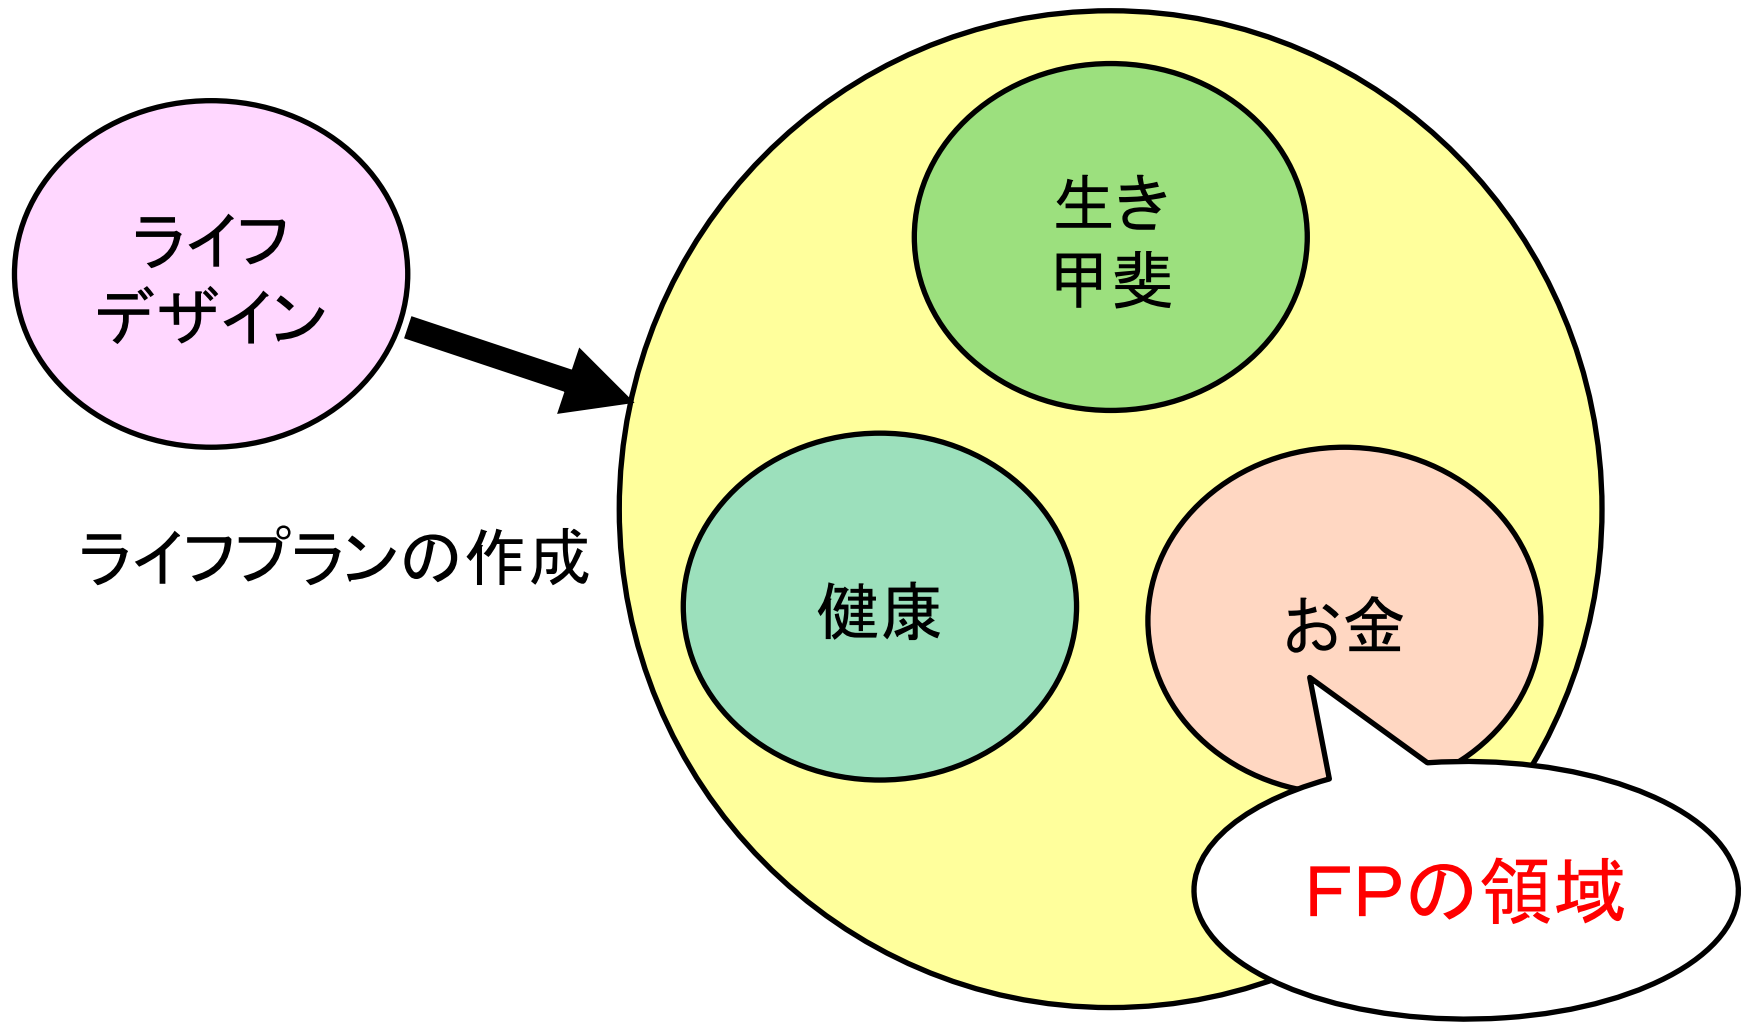 ライフ
デザイン
ライフプランの作成
生き
甲斐
健康
お金
ＦＰの領域